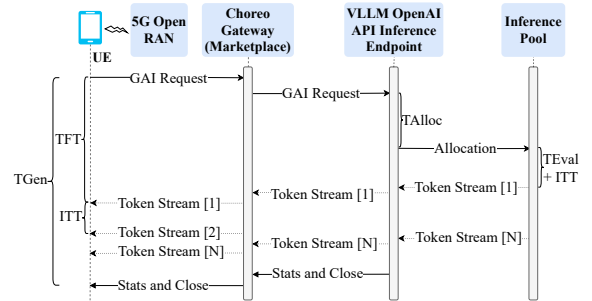 5G Open
RAN
Choreo
Gateway
(Marketplace)
VLLM OpenAI
API Inference
Endpoint
Inference
Pool
UE
GAI Request
GAI Request
TAlloc
TFT
Allocation
TEval
+ ITT
TGen
Token Stream [1]
Token Stream [1]
Token Stream [1]
ITT
Token Stream [2]
Token Stream [N]
Token Stream [N]
Token Stream [N]
Stats and Close
Stats and Close